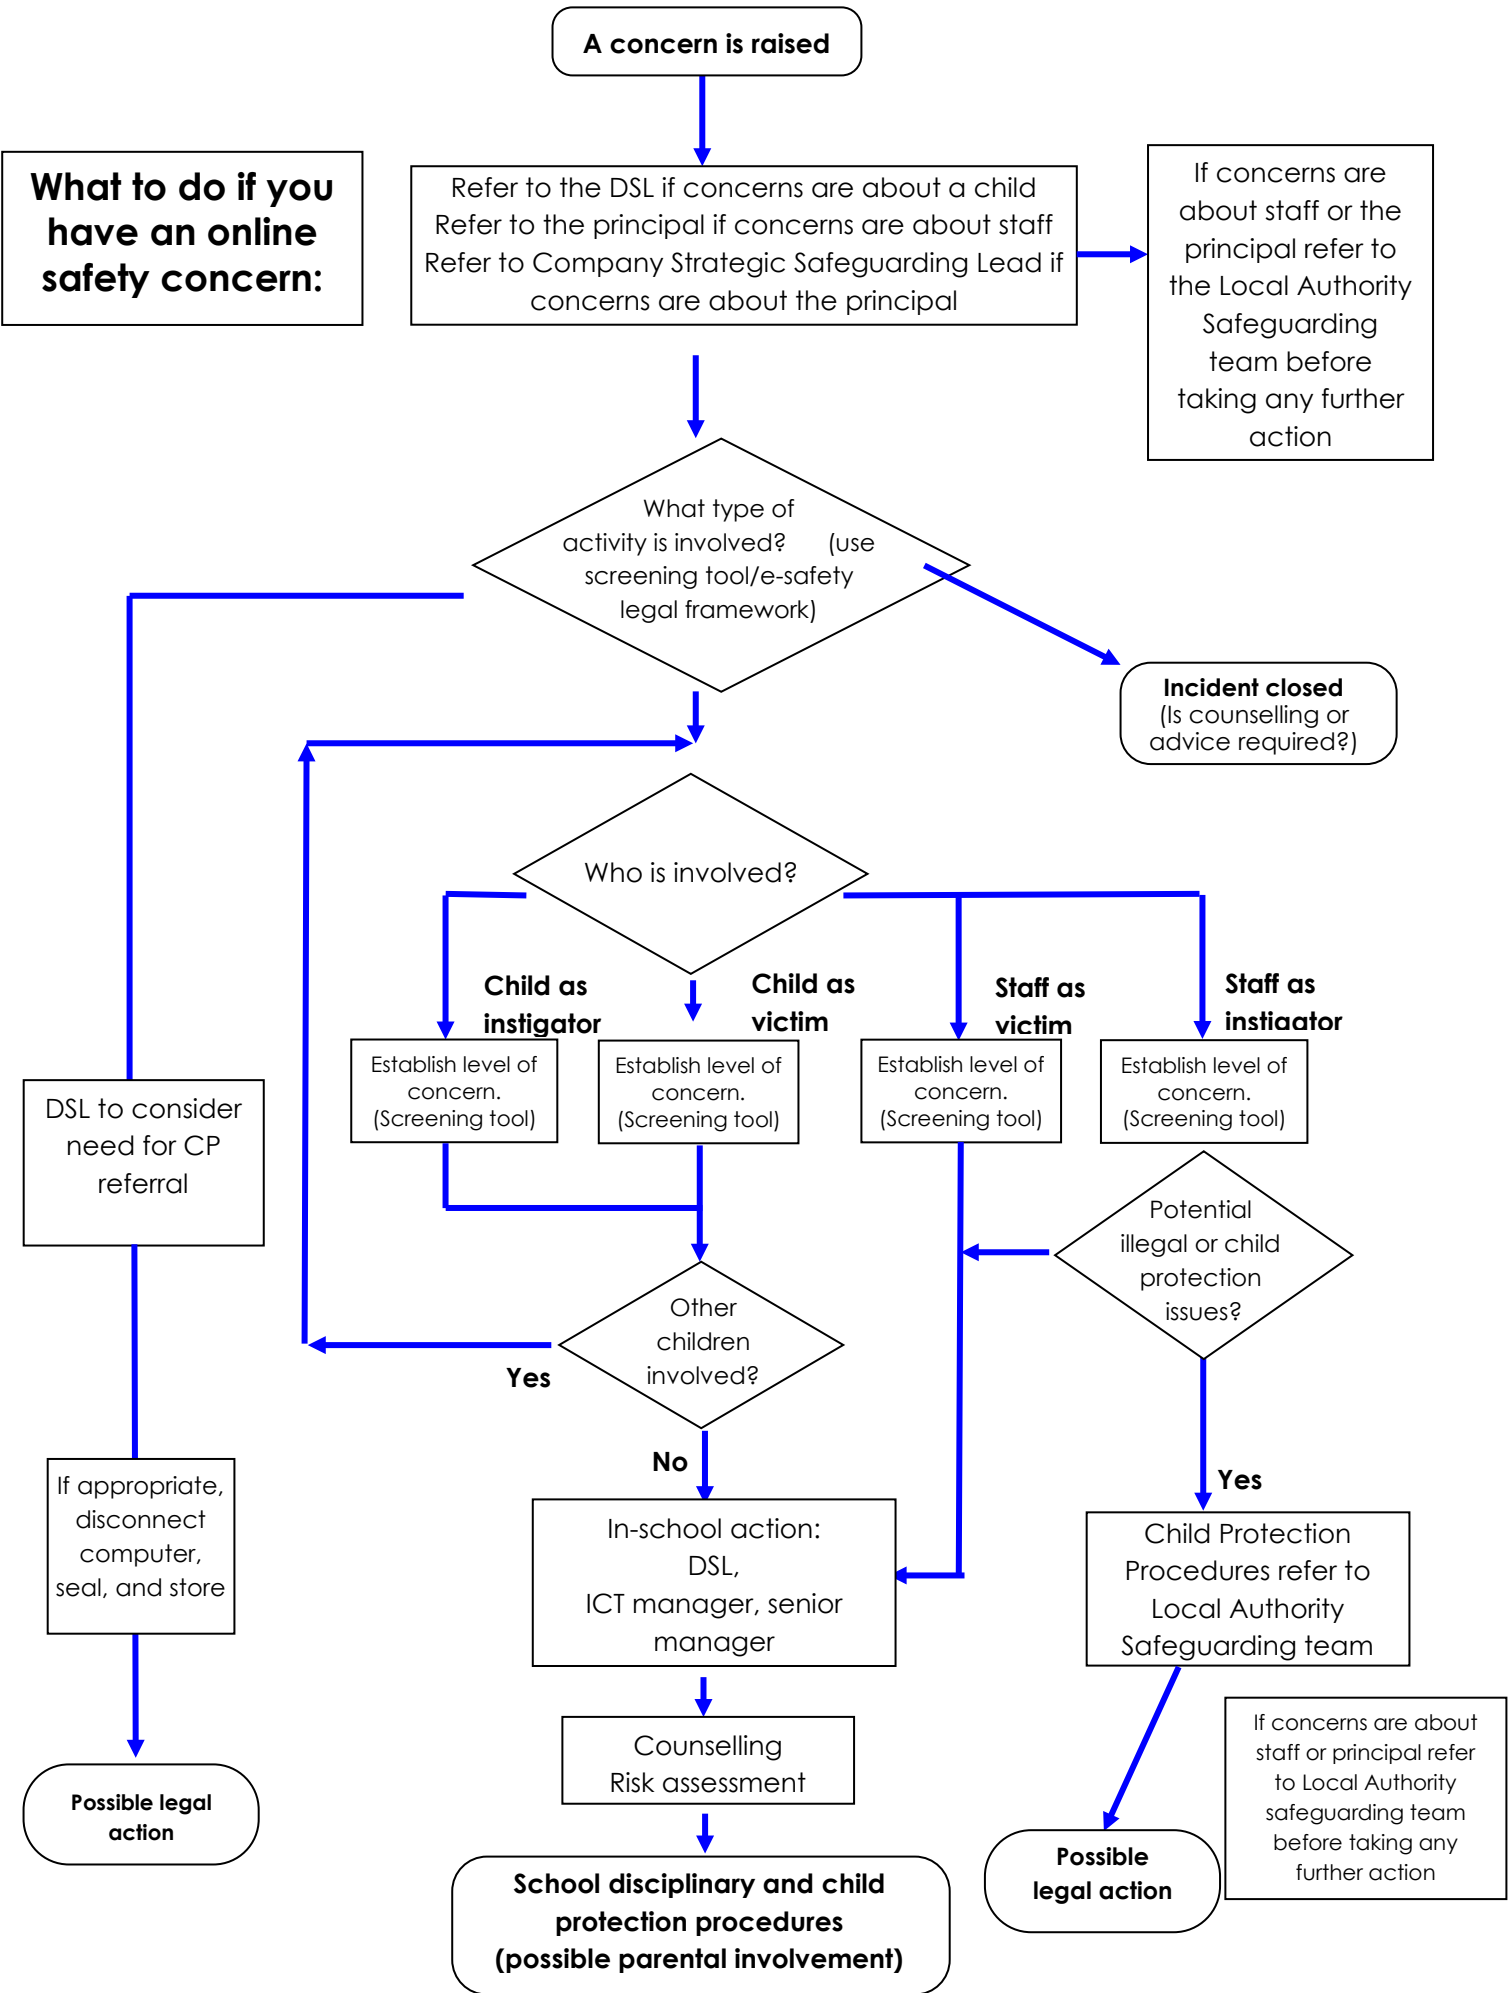 A concern is raised
What to do if you
have an online
safety concern:
Refer to the DSL if concerns are about a child
Refer to the principal if concerns are about staff
Refer to Company Strategic Safeguarding Lead if
concerns are about the principal
If concerns are
about staff or the
principal refer to
the Local Authority
Safeguarding
team before
taking any further
action
What type of
activity is involved? (use
screening tool/e-safety
legal framework)
Incident closed
(Is counselling or
advice required?)
Who is involved?
Child as
instigator
Child as
victim
Staff as
victim
Staff as
instigator
Establish level of
concern.
(Screening tool)
Establish level of
concern.
(Screening tool)
Establish level of
concern.
(Screening tool)
Establish level of
concern.
(Screening tool)
DSL to consider
need for CP
referral
Potential
illegal or child
protection
issues?
Other
children
involved?
Yes
No
Yes
If appropriate,
disconnect
computer,
seal, and store
In-school action:
DSL,
ICT manager, senior
manager
Child Protection
Procedures refer to
Local Authority
Safeguarding team
Counselling
Risk assessment
If concerns are about
staff or principal refer
to Local Authority
safeguarding team
before taking any
further action
Possible legal
action
Possible
legal action
School disciplinary and child
protection procedures
(possible parental involvement)